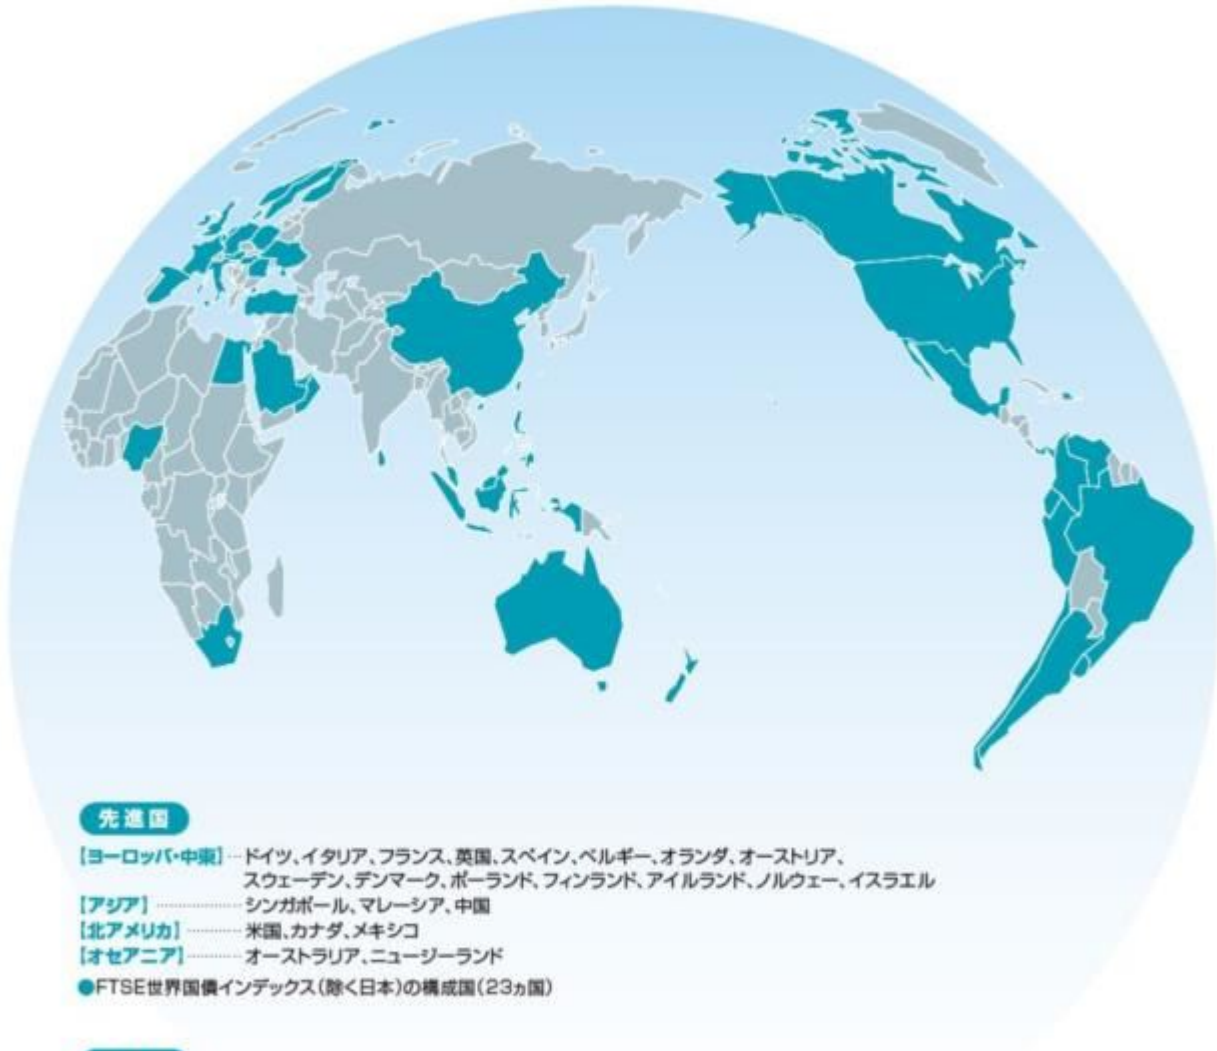 先進国
【ヨーロッパ・中東】…ドイツ、イタリア、フランス、英国、スペイン、ベルギー、オランダ、オーストリア、
スウェーデン、デンマーク、ポーランド、フィンランド、アイルランド、ノルウェー、イスラエル
【アジア】………………シンガポール、マレーシア、中国
【北アメリカ】…………米国、カナダ、メキシコ
【オセアニア】…………オーストラリア、ニュージーランド
●FTSE世界国債インデックス(除く日本)の構成国(23ヵ国)